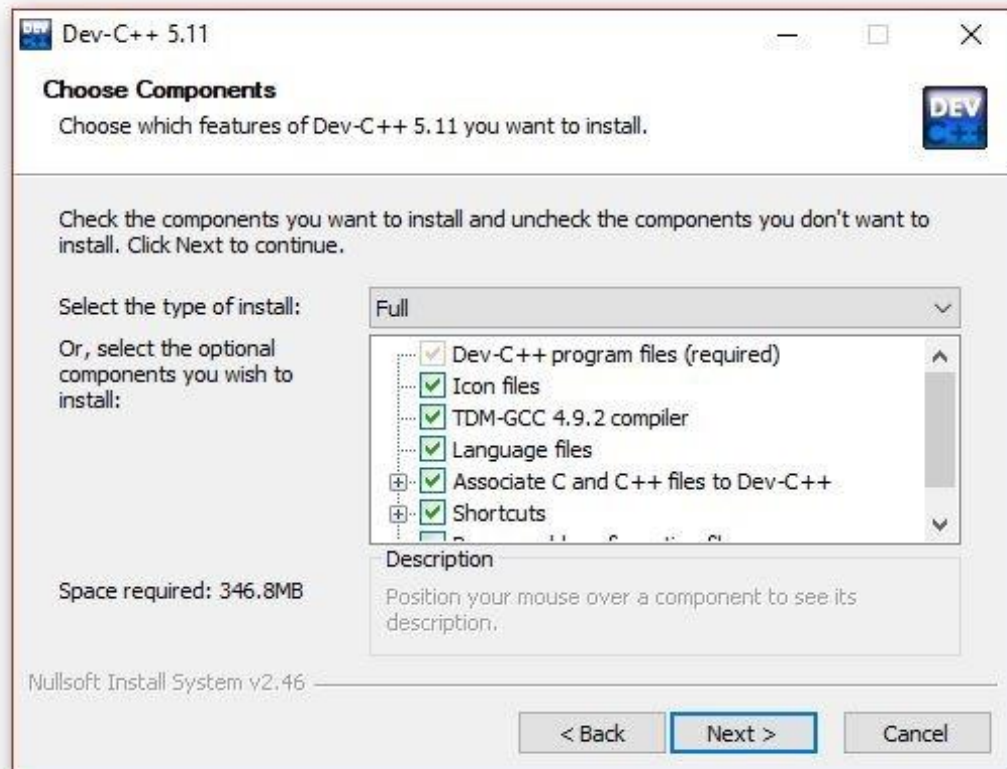 Dev-C++ 5.11
Choose Components
Choose which features of Dev-C++ 5.11 you want to install.
DEV
C++
Check the components you want to install and uncheck the components you don't want to
install. Click Next to continue.
Select the type of install:
Full
Or, select the optional
components you wish to
install:
Dev-C++ program files (required)
Icon files
TDM-GCC 4.9.2 compiler
Language files
Associate C and C++ files to Dev-C++
Shortcuts
Space required: 346.8MB
Description
Position your mouse over a component to see its
description.
Nullsoft Install System v2.46
< Back
Next >
Cancel